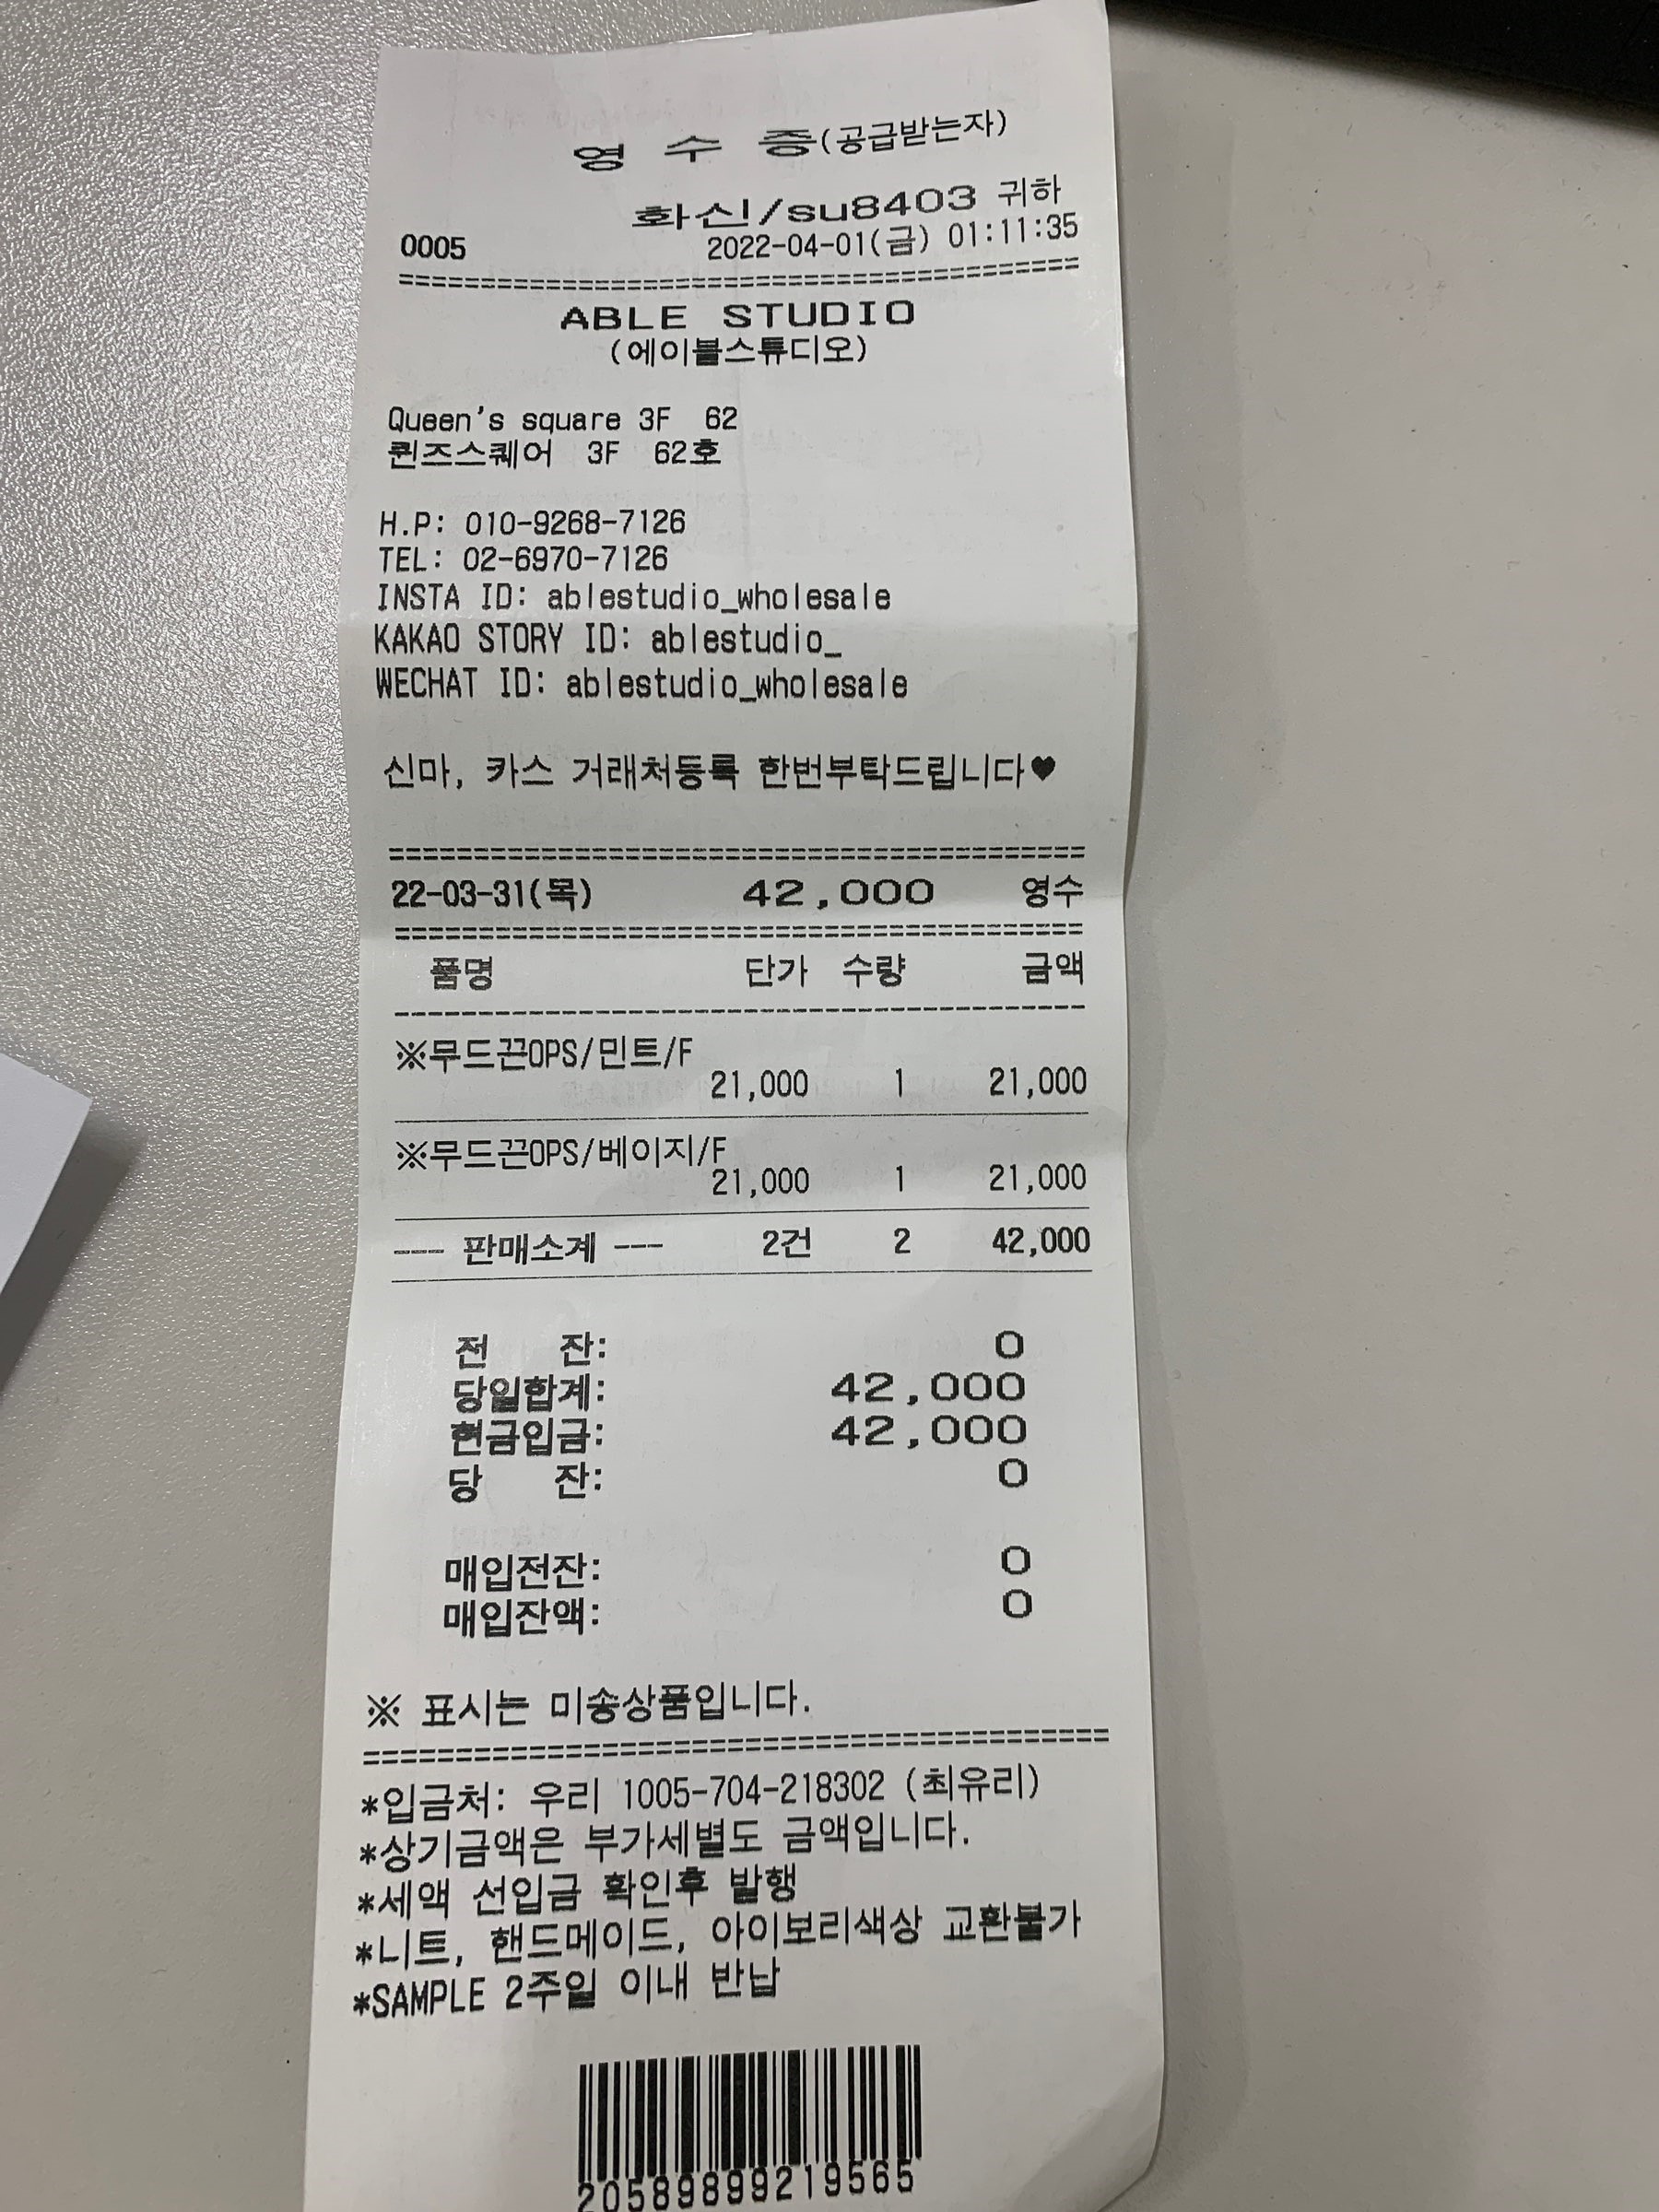 영 수 증(공급받는자)
화신/su8403 귀하
0005 2022-04-01(금) 01:11:35
========================================
ABLE STUDIO
(에이블스튜디오)
Queen's square 3F 62
퀸즈스퀘어 3F 62호
H.P: 010-9268-7126
TEL: 02-6970-7126
INSTA ID: ablestudio_wholesale
KAKAO STORY ID: ablestudio_
WECHAT ID: ablestudio_wholesale
신마, 카스 거래처등록 한번부탁드립니다♥
========================================
22-03-31(목) 42,000 영수
========================================
품명 단가 수량 금액
----------------------------------------
※무드끈OPS/민트/F
21,000 1 21,000
※무드끈OPS/베이지/F
21,000 1 21,000
--- 판매소계 --- 2건 2 42,000
전 잔: 0
당일합계: 42,000
현금입금: 42,000
당 잔: 0
매입전잔: 0
매입잔액: 0
※ 표시는 미송상품입니다.
========================================
*입금처: 우리 1005-704-218302 (최유리)
*상기금액은 부가세별도 금액입니다.
*세액 선입금 확인후 발행
*니트, 핸드메이드, 아이보리색상 교환불가
*SAMPLE 2주일 이내 반납
20589899219565